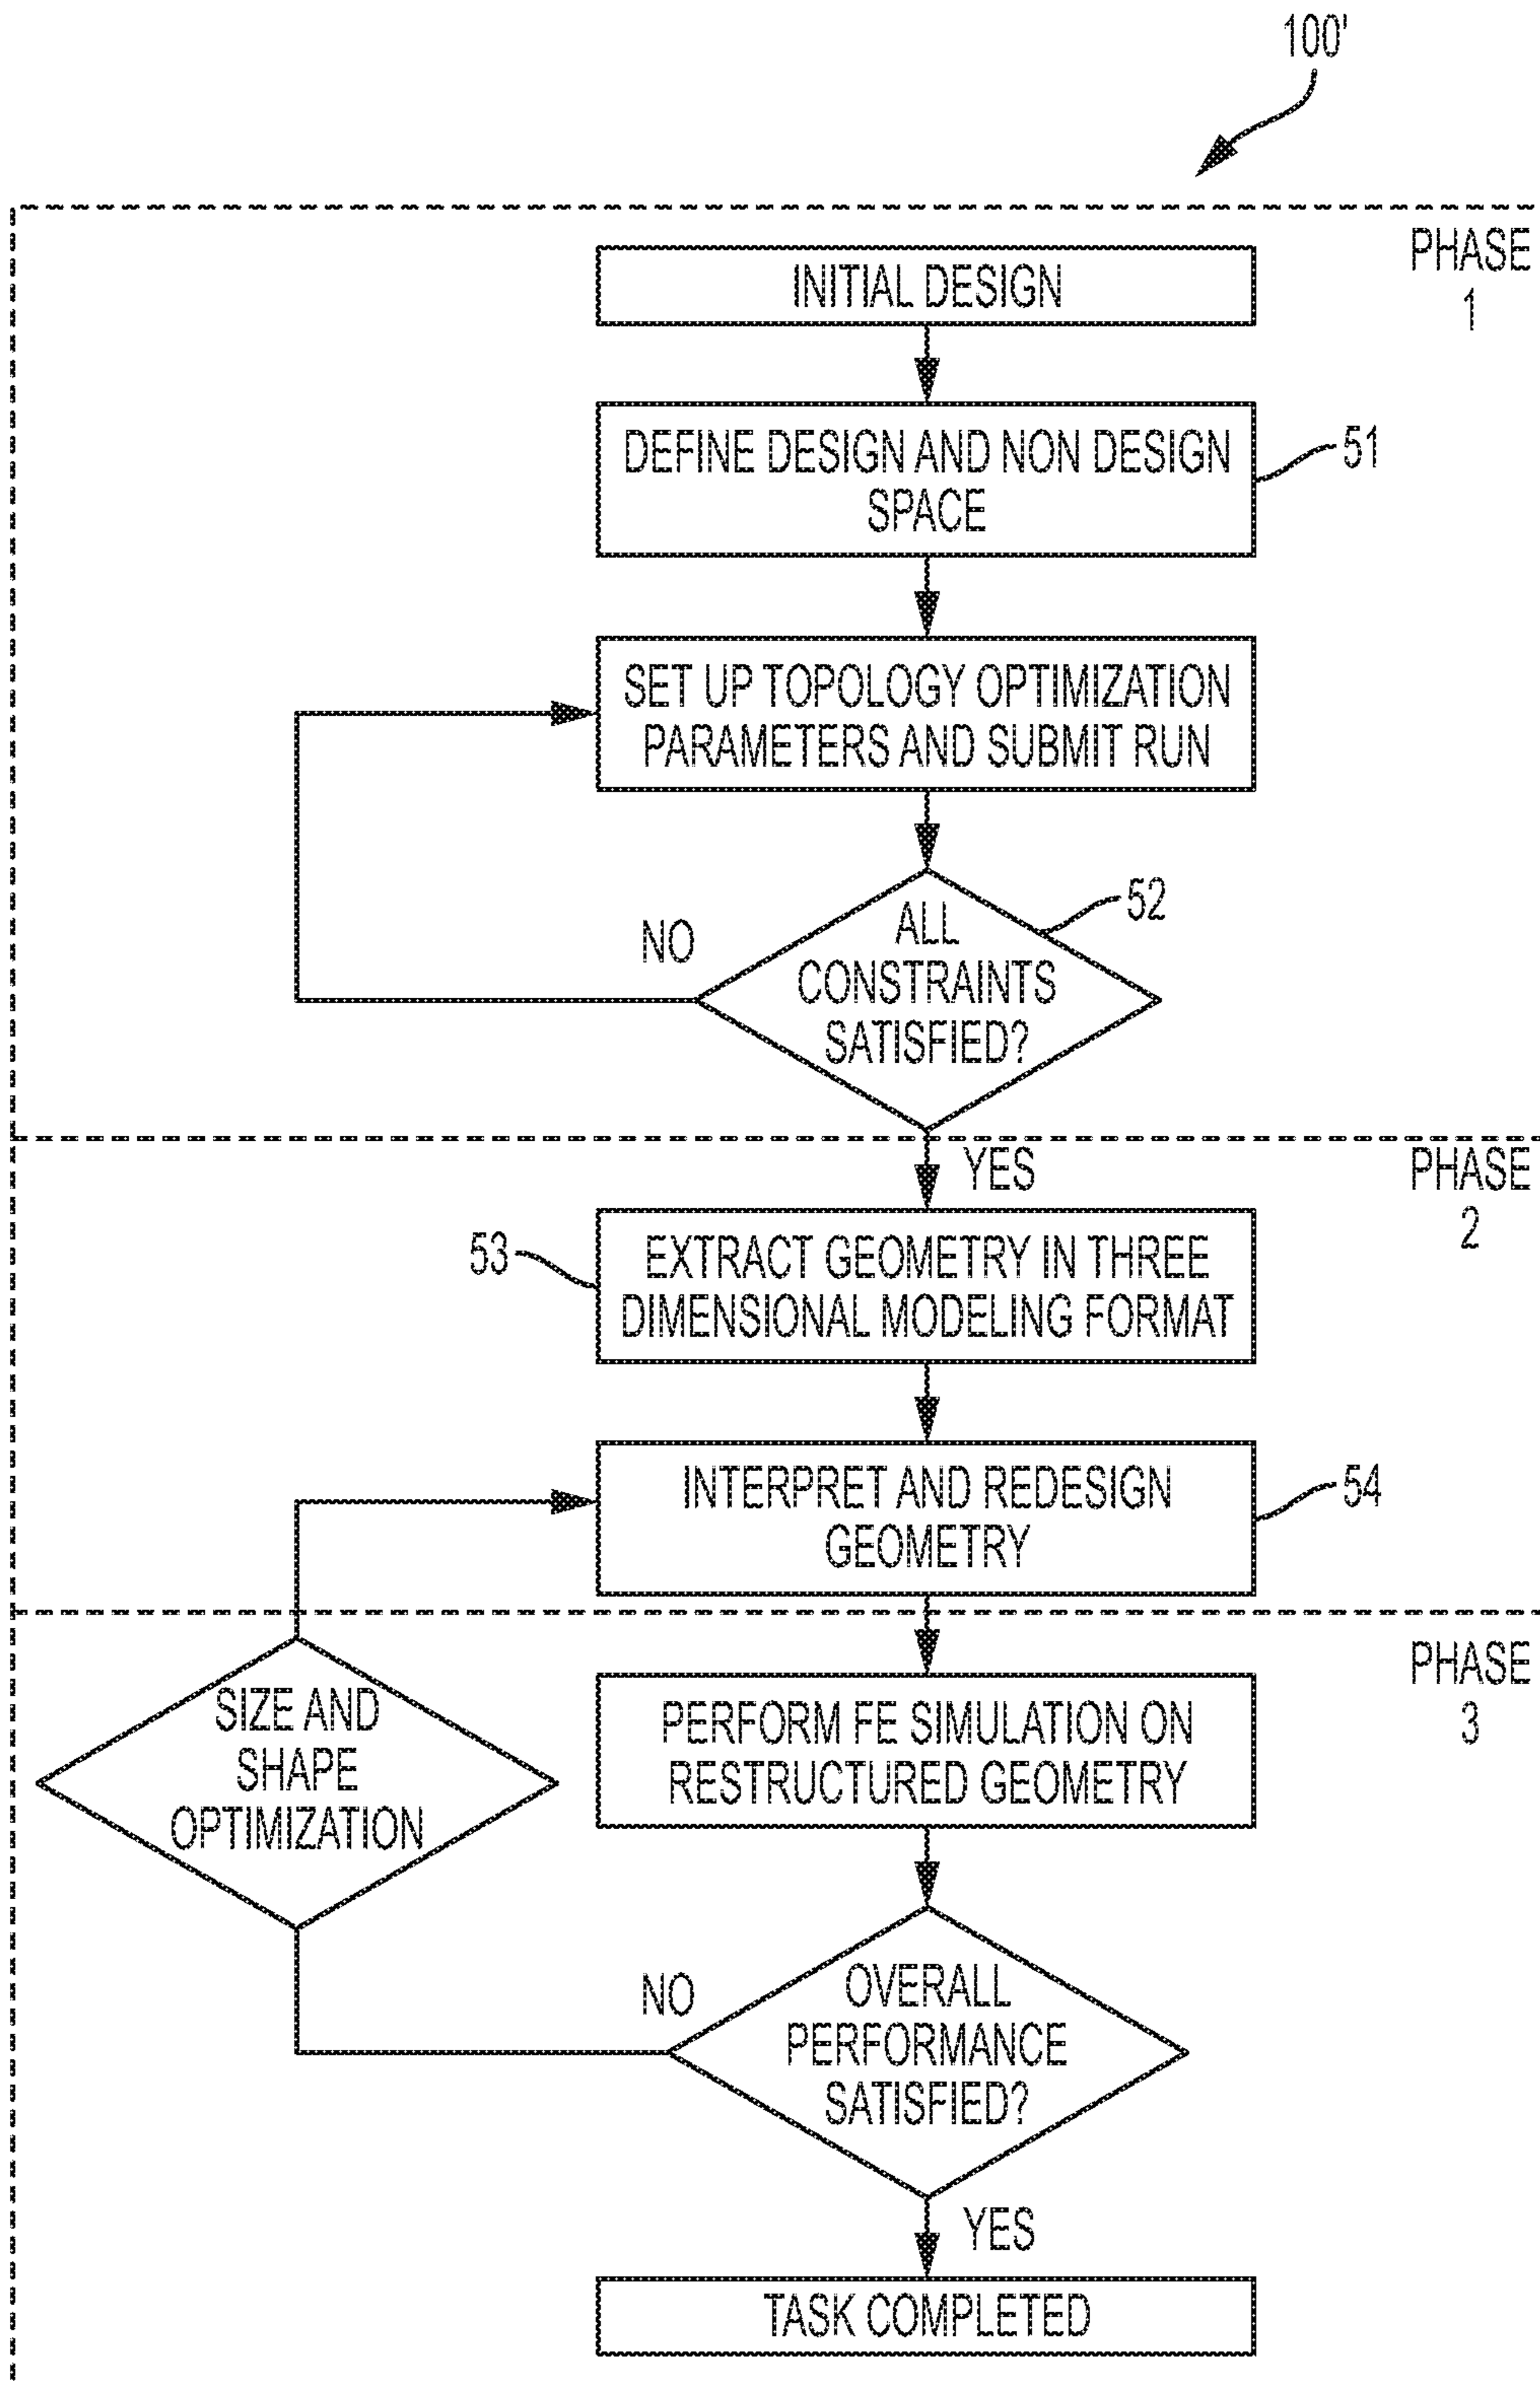 100'
PHASE
1
INITIAL DESIGN
DEFINE DESIGN AND NON DESIGN
SPACE
51
SET UP TOPOLOGY OPTIMIZATION
PARAMETERS AND SUBMIT RUN
52
NO
ALL
CONSTRAINTS
SATISFIED?
YES
PHASE
2
53
EXTRACT GEOMETRY IN THREE
DIMENSIONAL MODELING FORMAT
INTERPRET AND REDESIGN
GEOMETRY
54
PHASE
3
SIZE AND
SHAPE
OPTIMIZATION
PERFORM FE SIMULATION ON
RESTRUCTURED GEOMETRY
NO
OVERALL
PERFORMANCE
SATISFIED?
YES
TASK COMPLETED